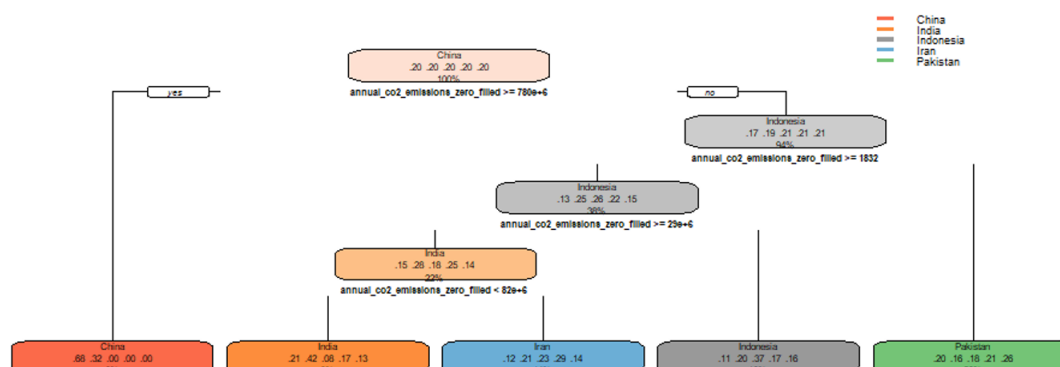 China
India
Indonesia
Iran
Pakistan
China
.20 .20 .20 .20 .20
100%
yes
annual_co2_emissions_zero_filled >= 780e+6
no
Indonesia
.17 .19 .21 .21 .21
94%
annual_co2_emissions_zero_filled >= 1832
Indonesia
.13 .25 .26 .22 .15
38%
annual_co2_emissions_zero_filled >= 29e+6
India
.15 .28 .18 .25 .14
22%
annual_co2_emissions_zero_filled < 82e+6
China
.68 .32 .00 .00 .00
India
.21 .42 .08 .17 .13
Iran
.12 .21 .23 .29 .14
Indonesia
.11 .20 .37 .17 .16
Pakistan
.20 .16 .18 .21 .26